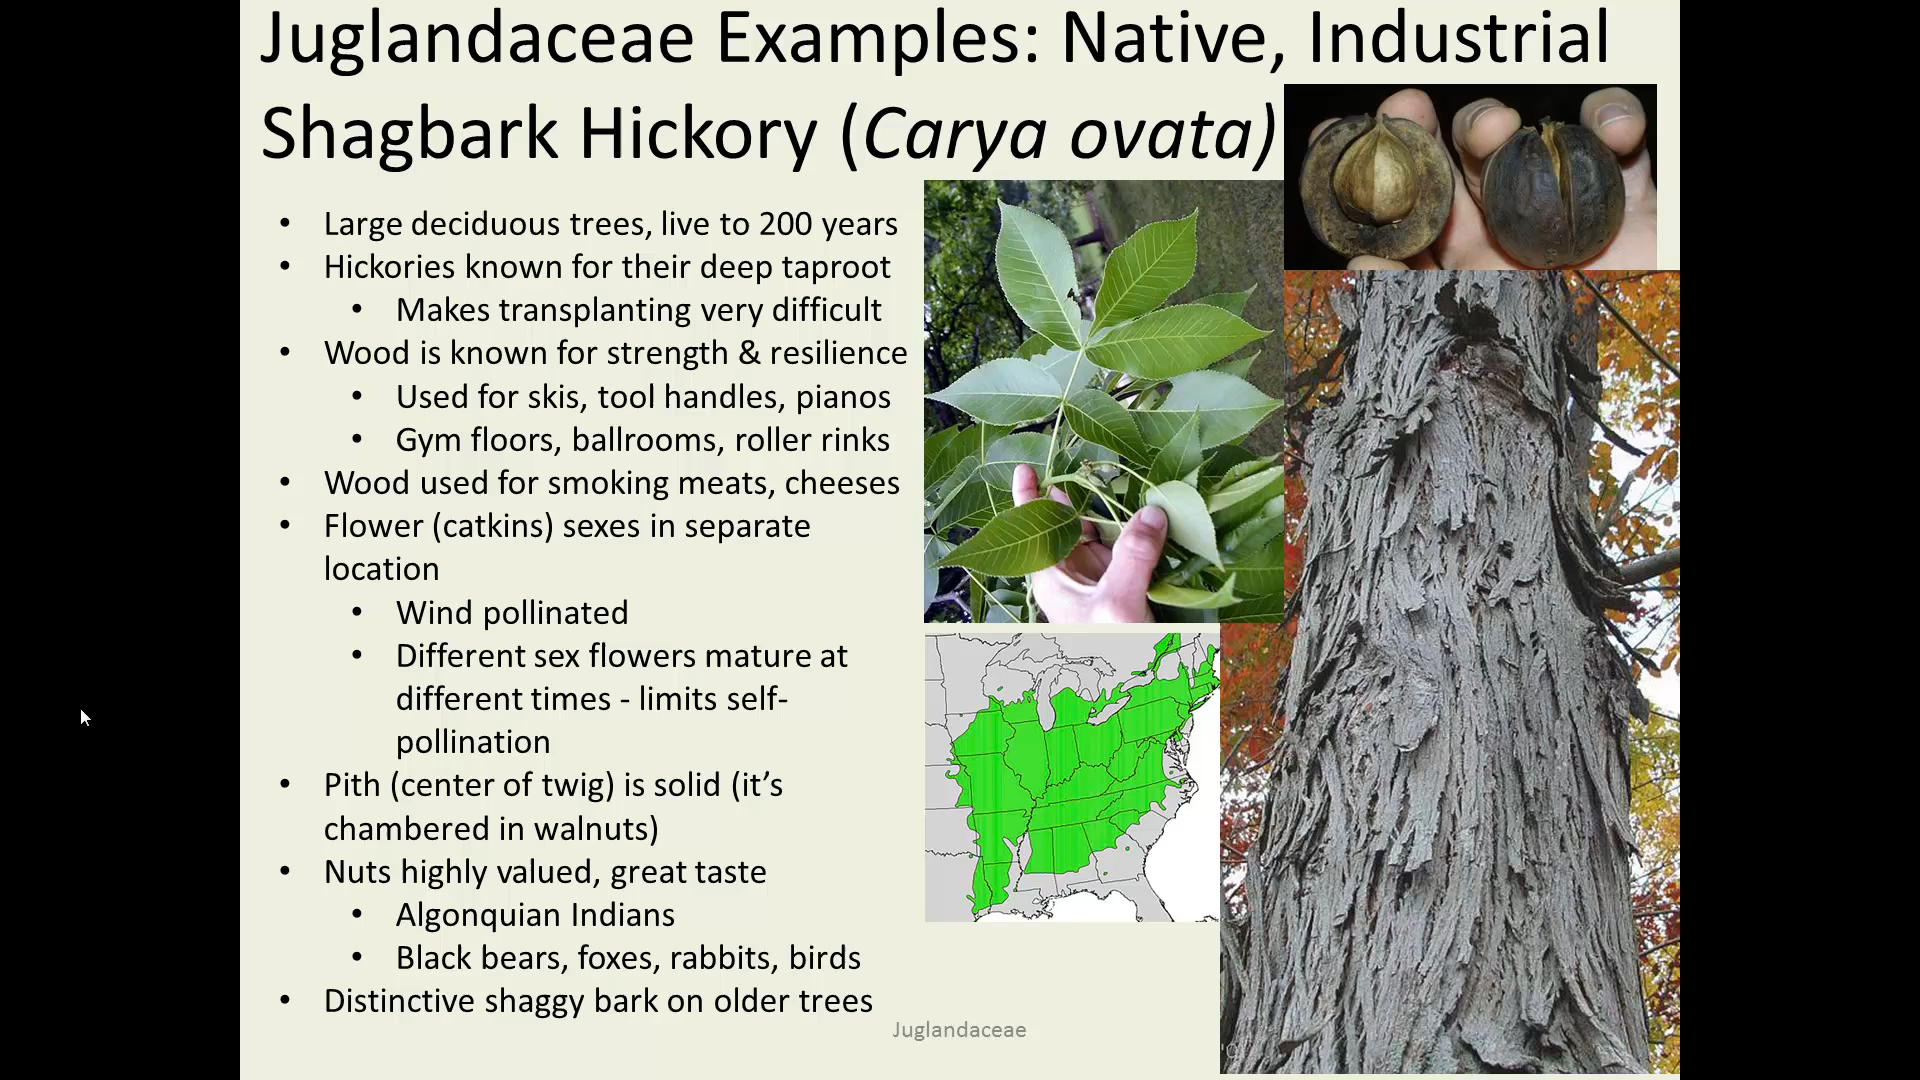 Juglandaceae Examples: Native, Industrial
Shagbark Hickory (Carya ovata)
• Large deciduous trees, live to 200 years
• Hickories known for their deep taproot
• Makes transplanting very difficult
• Wood is known for strength & resilience
• Used for skis, tool handles, pianos
• Gym floors, ballrooms, roller rinks
• Wood used for smoking meats, cheeses
• Flower (catkins) sexes in separate
location
• Wind pollinated
• Different sex flowers mature at
different times - limits self-
pollination
• Pith (center of twig) is solid (it’s
chambered in walnuts)
• Nuts highly valued, great taste
• Algonquian Indians
• Black bears, foxes, rabbits, birds
• Distinctive shaggy bark on older trees
Juglandaceae